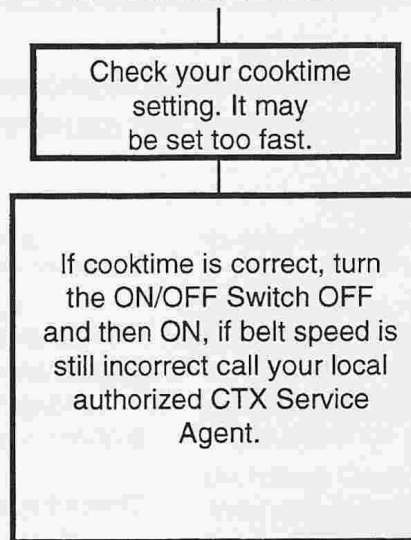 Check your cooktime
setting. It may
be set too fast.
If cooktime is correct, turn
the ON/OFF Switch OFF
and then ON, if belt speed is
still incorrect call your local
authorized CTX Service
Agent.